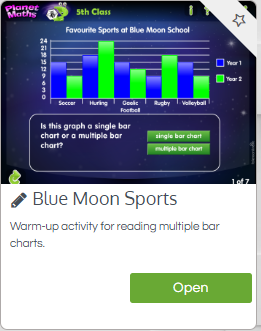 Planet
Maths
5th Class
Favourite Sports at Blue Moon School
24
21
18
15
12
9
6
3
0
Soccer Hurling Gaelic Football Rugby Volleyball
Year 1
Year 2
Is this graph a single bar
chart or a multiple bar
chart?
single bar chart
multiple bar chart
1 of 7
Blue Moon Sports
Warm-up activity for reading multiple bar
charts.
Open